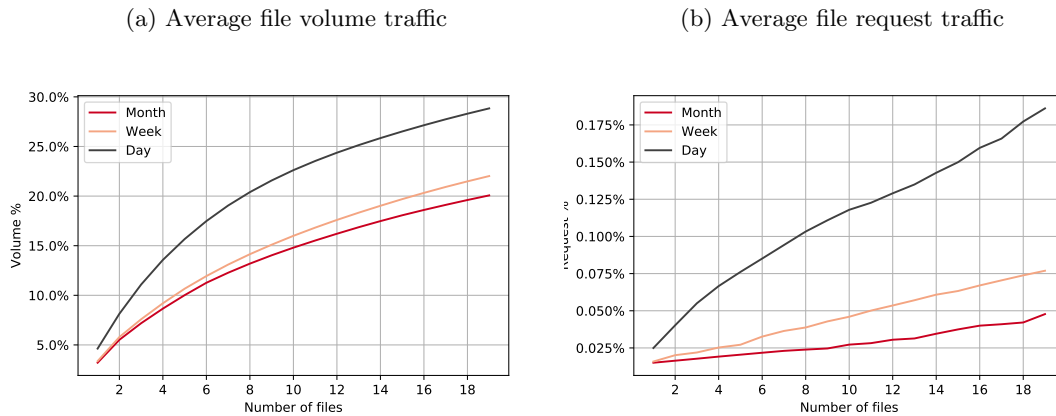 (a) Average file volume traffic
30.0%
25.0%
20.0%
15.0%
10.0%
5.0%
Volume %
Month
Week
Day
2 4 6 8 10 12 14 16 18
Number of files
(b) Average file request traffic
0.175%
0.150%
0.125%
0.100%
0.075%
0.050%
0.025%
Request %
Month
Week
Day
2 4 6 8 10 12 14 16 18
Number of files